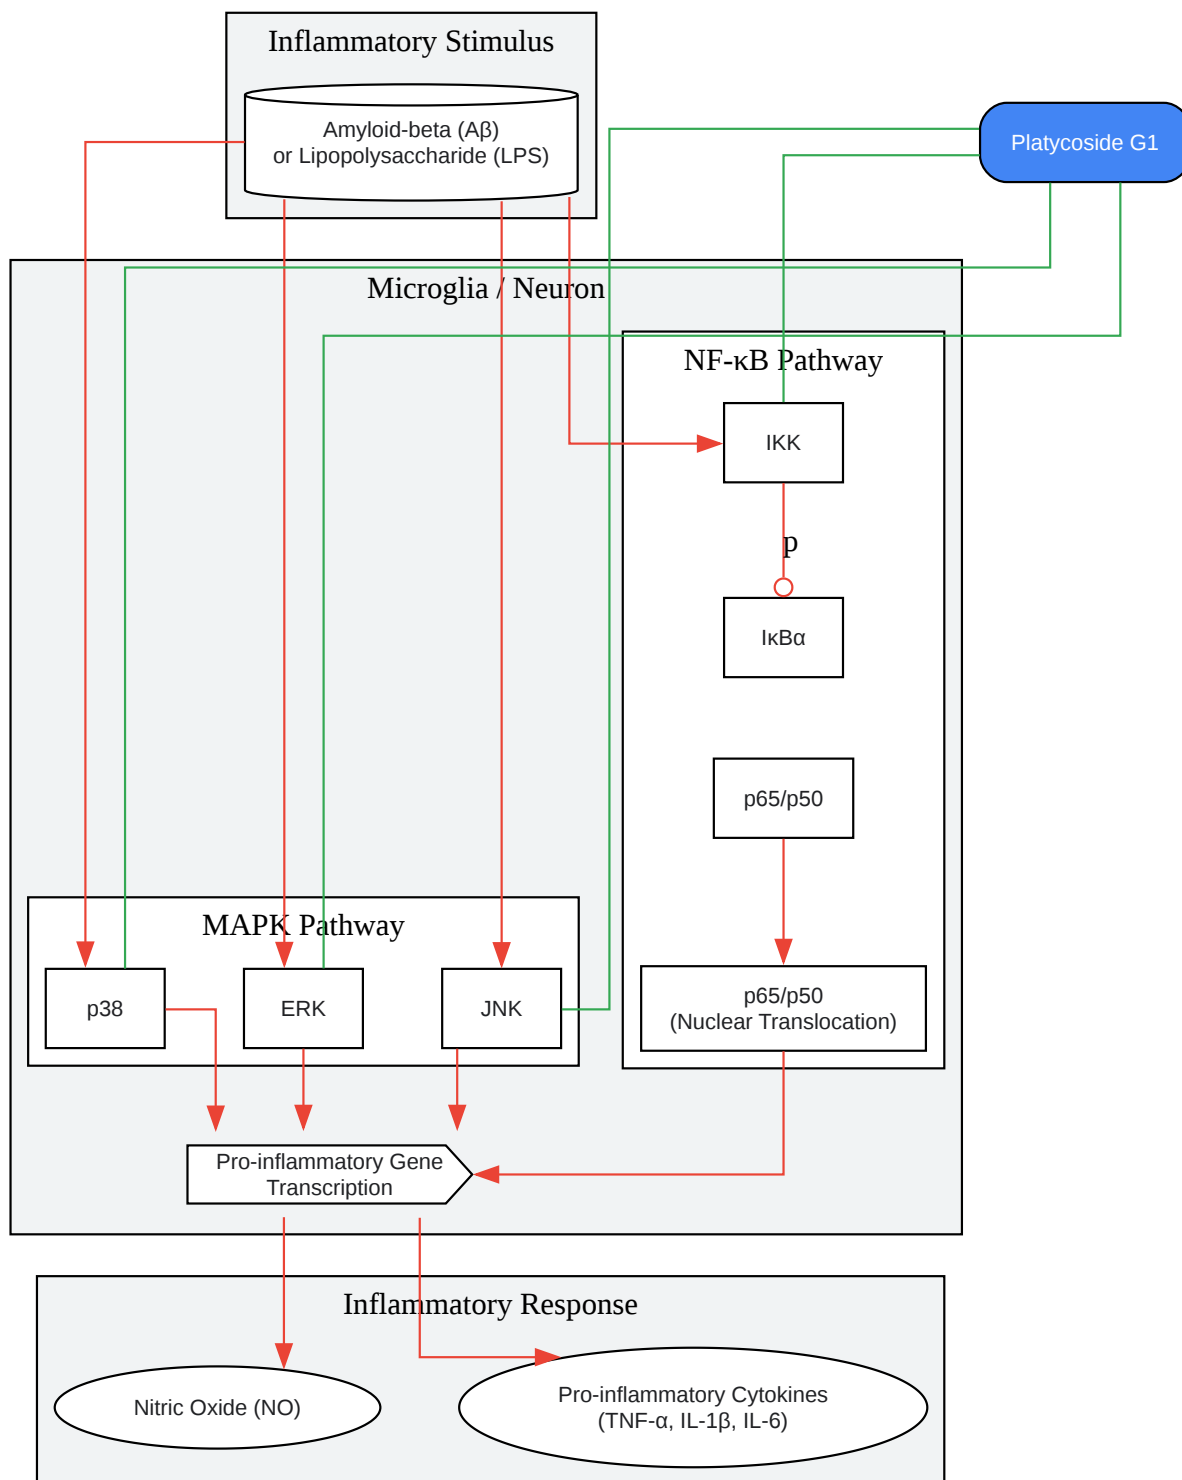 Inflammatory Stimulus
Amyloid-beta (Aβ)
or Lipopolysaccharide (LPS)
Platycoside G1
Microglia / Neuron
NF-κB Pathway
IKK
p
IκBα
p65/p50
MAPK Pathway
p38
ERK
JNK
p65/p50
(Nuclear Translocation)
Pro-inflammatory Gene
Transcription
Inflammatory Response
Nitric Oxide (NO)
Pro-inflammatory Cytokines
(TNF-α, IL-1β, IL-6)